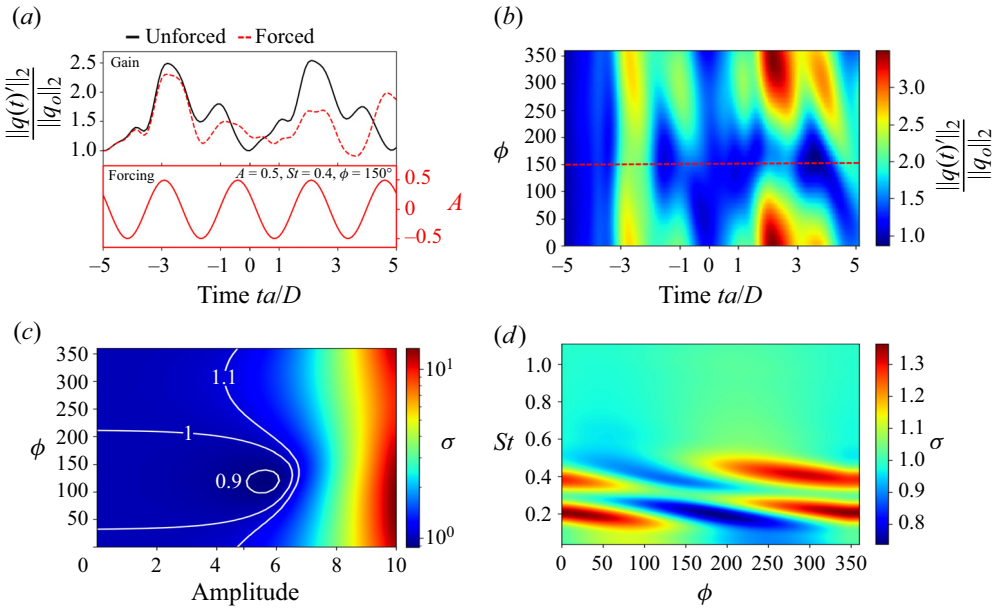 (a)
Unforced Forced
Gain
||q(t)′||₂
||qₒ||₂
2.5
2.0
1.5
1.0
Forcing
A = 0.5, St = 0.4, ϕ = 150°
0.5
0
−0.5
A
−5 −3 −1 0 1 3 5
Time ta/D
(b)
350
300
250
200
150
100
50
0
ϕ
−5 −3 −1 0 1 3 5
Time ta/D
3.5
3.0
2.5
2.0
1.5
1.0
||q(t)′||₂
||qₒ||₂
(c)
350
300
250
200
150
100
50
ϕ
1.1
1
0.9
0 2 4 6 8 10
Amplitude
10¹
10⁰
σ
(d)
1.0
0.8
0.6
0.4
0.2
St
0 50 100 150 200 250 300 350
ϕ
1.3
1.2
1.1
1.0
0.9
0.8
σ